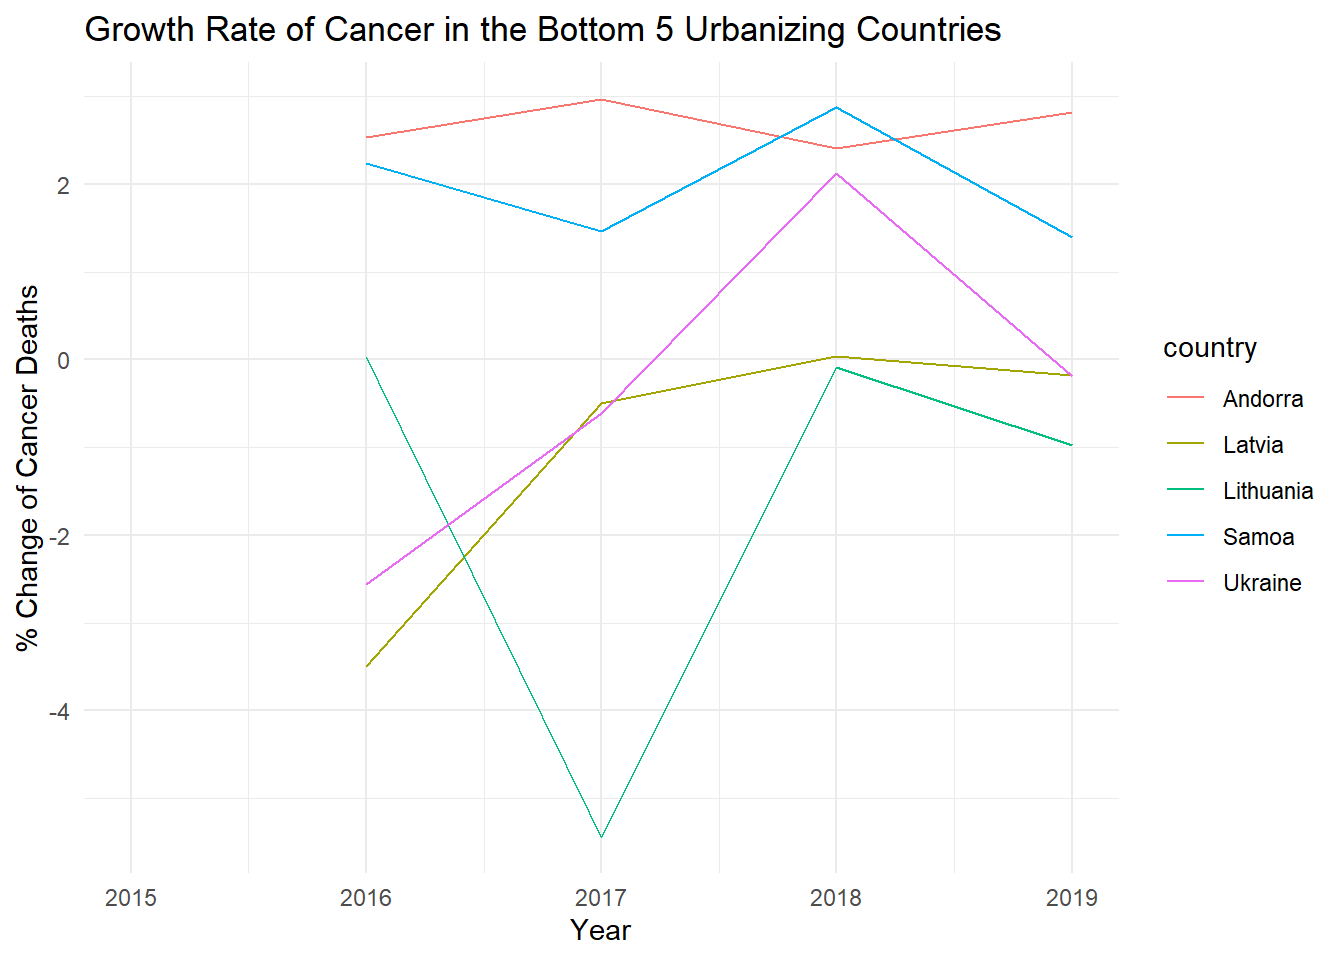 Growth Rate of Cancer in the Bottom 5 Urbanizing Countries
% Change of Cancer Deaths
2
0
-2
-4
2015 2016 2017 2018 2019
Year
country
Andorra
Latvia
Lithuania
Samoa
Ukraine